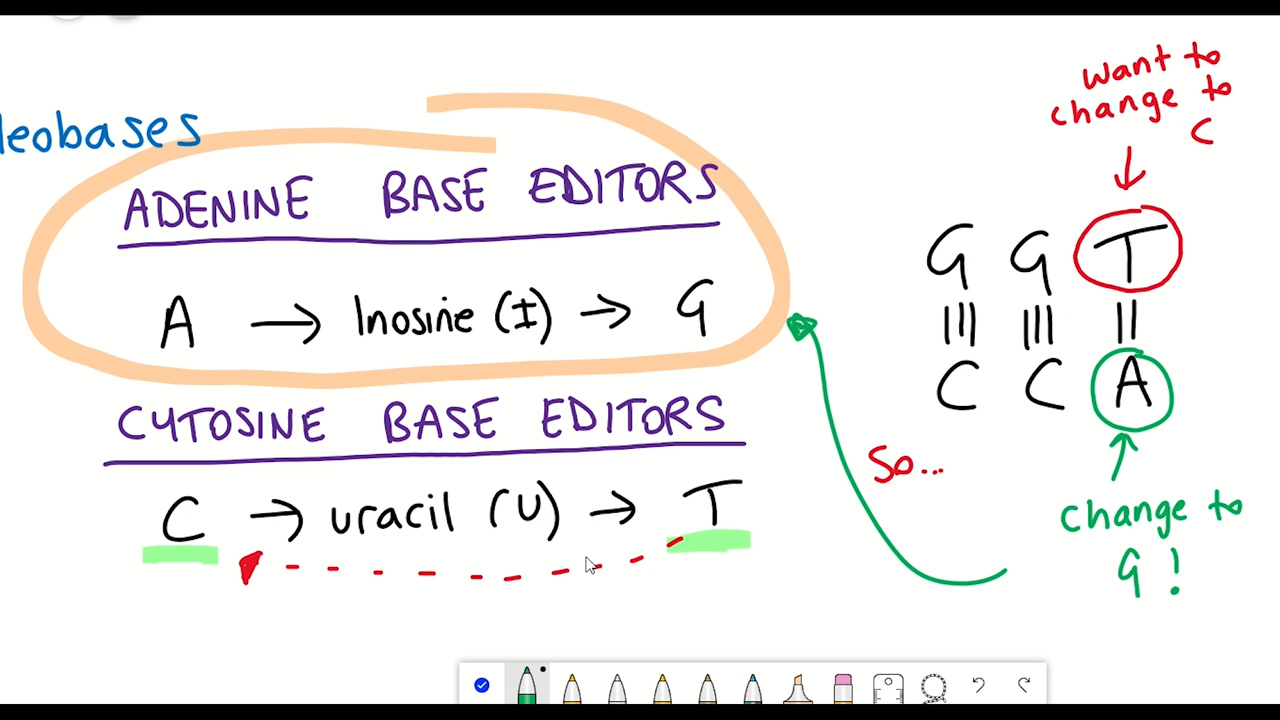 leobases
ADENINE BASE EDITORS
A → Inosine (I) → G
CYTOSINE BASE EDITORS
C → uracil (U) → T
want to
change to
C
G G T
C C A
So...
change to
G!